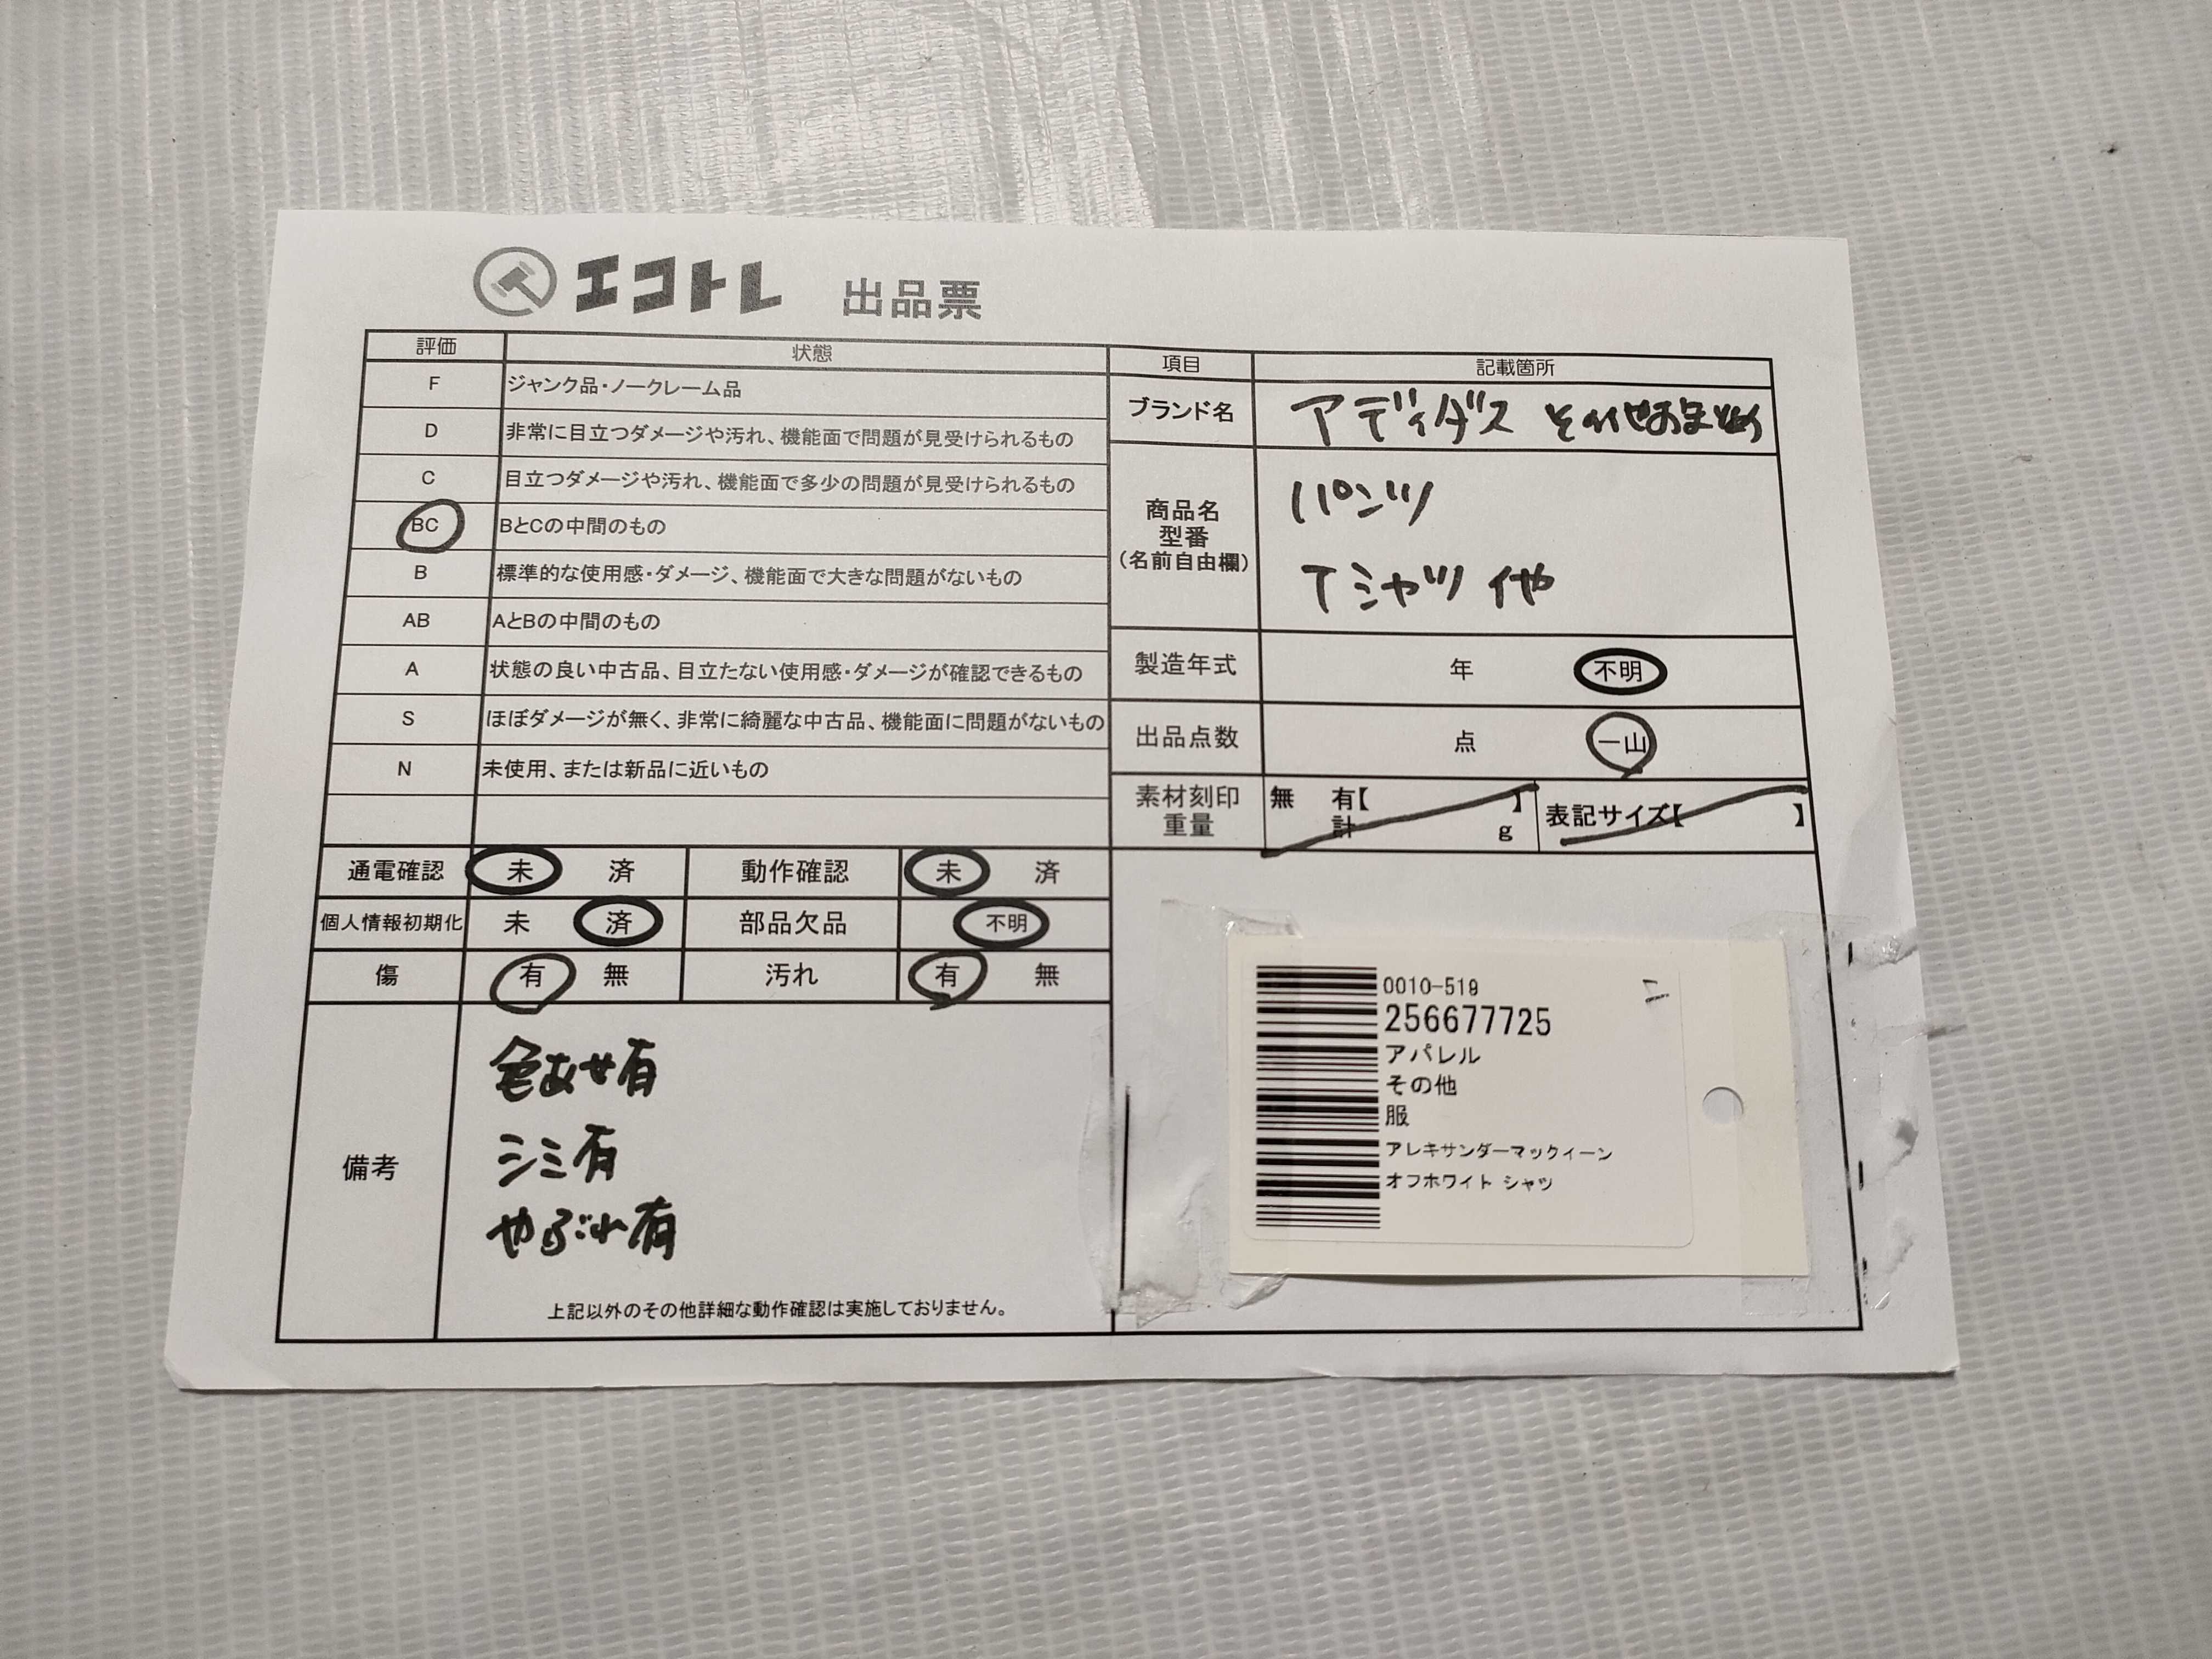 エコトレ 出品票
評価 状態
F ジャンク品・ノークレーム品
D 非常に目立つダメージや汚れ、機能面で問題が見受けられるもの
C 目立つダメージや汚れ、機能面で多少の問題が見受けられるもの
BC BとCの中間のもの
B 標準的な使用感・ダメージ、機能面で大きな問題がないもの
AB AとBの中間のもの
A 状態の良い中古品、目立たない使用感・ダメージが確認できるもの
S ほぼダメージが無く、非常に綺麗な中古品、機能面に問題がないもの
N 未使用、または新品に近いもの
通電確認 未 済 動作確認 未 済
個人情報初期化 未 済 部品欠品 不明
傷 有 無 汚れ 有 無
備考
色あせ有
シミ有
やぶれ有
上記以外のその他詳細な動作確認は実施しておりません。
項目 記載箇所
ブランド名 アディダス その他おまとめ
商品名
型番
(名前自由欄)
パンツ
Tシャツ 他
製造年式 年 不明
出品点数 点 一山
素材刻印 無 有【 】 表記サイズ【 】
重量 計 g
0010-519
256677725
アパレル
その他
服
アレキサンダーマックイーン
オフホワイト シャツ